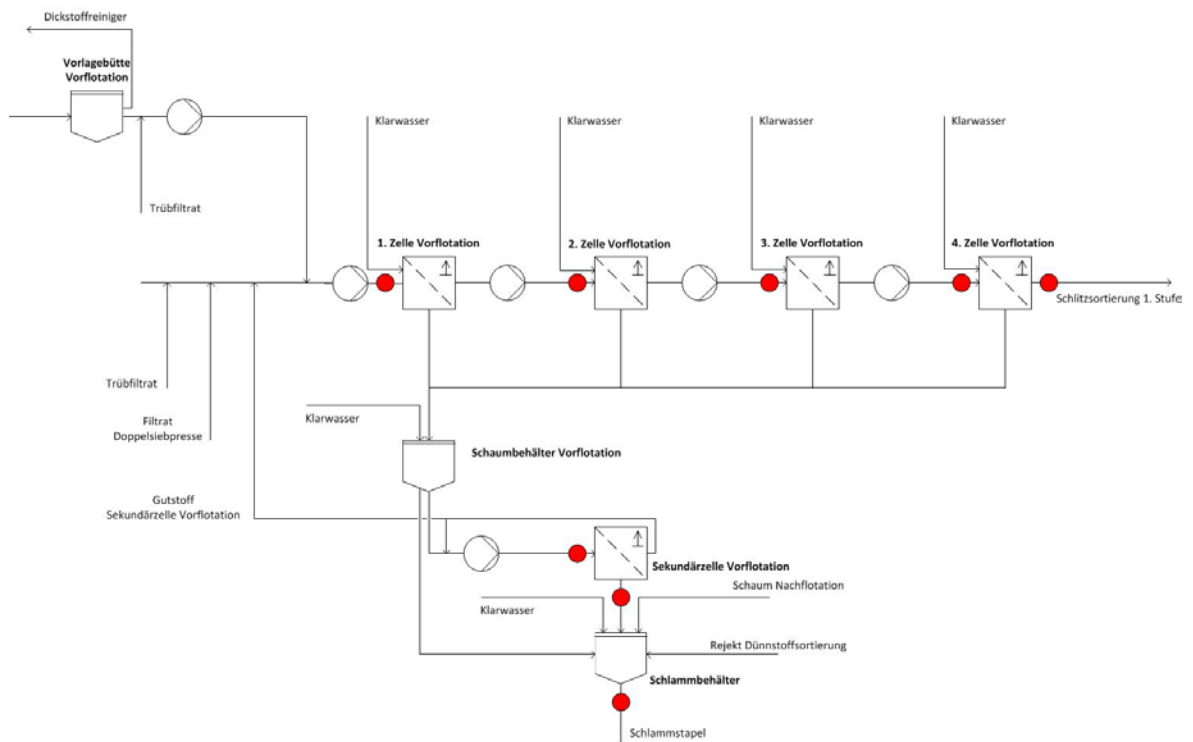 Dickstoffreiniger
Vorlagebütte
Vorflotation
Trübfiltrat
Klarwasser
Klarwasser
Klarwasser
Klarwasser
1. Zelle Vorflotation
2. Zelle Vorflotation
3. Zelle Vorflotation
4. Zelle Vorflotation
Schlitzsortierung 1. Stufe
Trübfiltrat
Filtrat
Doppelsiebpresse
Gutstoff
Sekundärzelle Vorflotation
Klarwasser
Schaumbehälter Vorflotation
Sekundärzelle Vorflotation
Schaum Nachflotation
Klarwasser
Rejekt Dünnstoffsortierung
Schlammbehälter
Schlammstapel